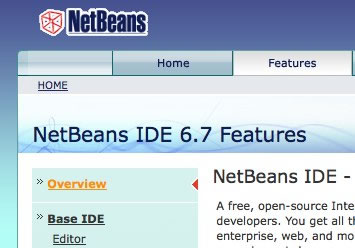 NetBeans
Home Features
HOME
NetBeans IDE 6.7 Features
» Overview
NetBeans IDE -
» Base IDE
Editor
A free, open-source Inte
developers. You get all t
enterprise, web, and mo